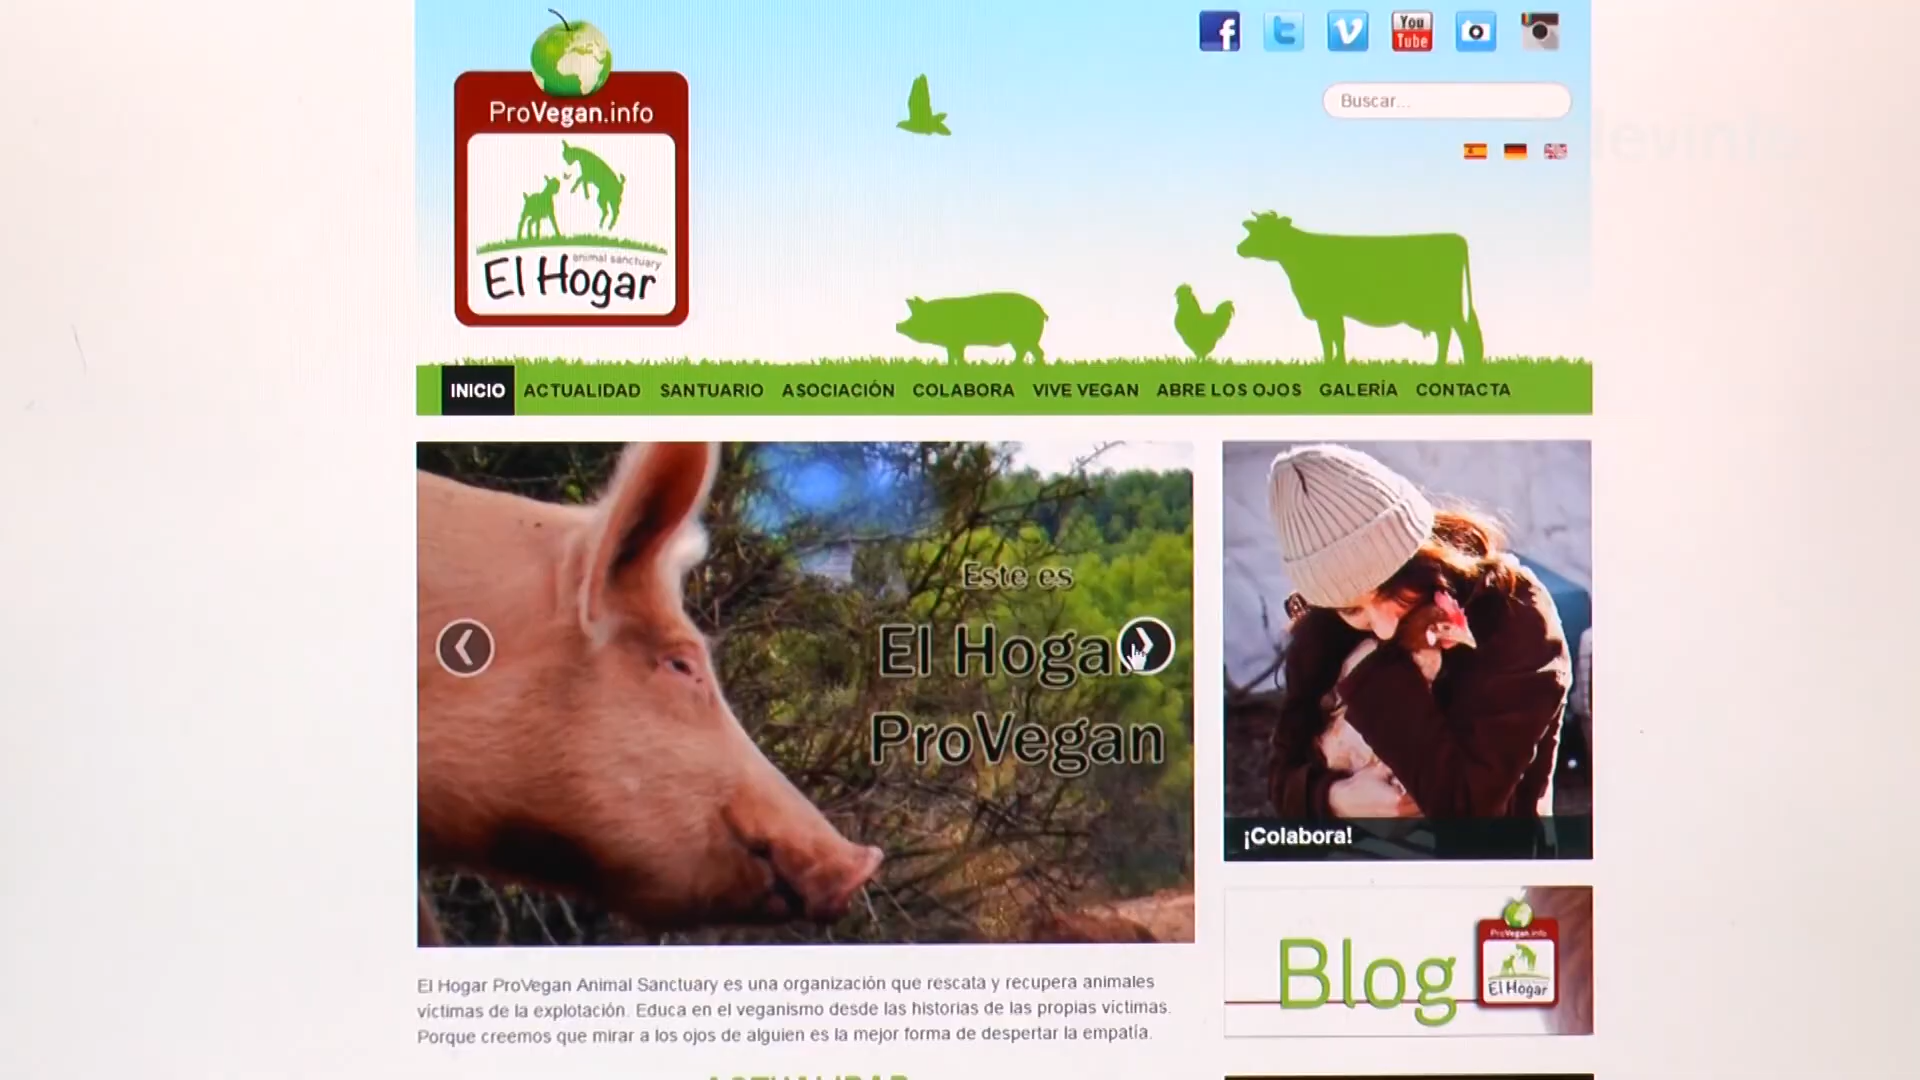 ProVegan.info
animal sanctuary
El Hogar
You
Tube
Buscar...
INICIO ACTUALIDAD SANTUARIO ASOCIACIÓN COLABORA VIVE VEGAN ABRE LOS OJOS GALERÍA CONTACTA
Este es
El Hogar
ProVegan
¡Colabora!
Blog
ProVegan.info
El Hogar
El Hogar ProVegan Animal Sanctuary es una organización que rescata y recupera animales
víctimas de la explotación. Educa en el veganismo desde las historias de las propias víctimas.
Porque creemos que mirar a los ojos de alguien es la mejor forma de despertar la empatía.
ACTUALIDAD